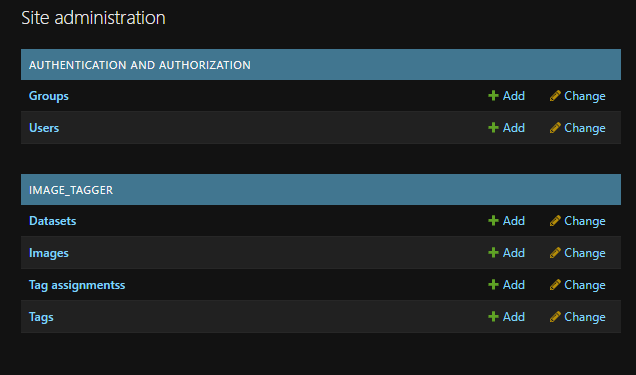 Site administration
AUTHENTICATION AND AUTHORIZATION
Groups Add Change
Users Add Change
IMAGE_TAGGER
Datasets Add Change
Images Add Change
Tag assignmentss Add Change
Tags Add Change